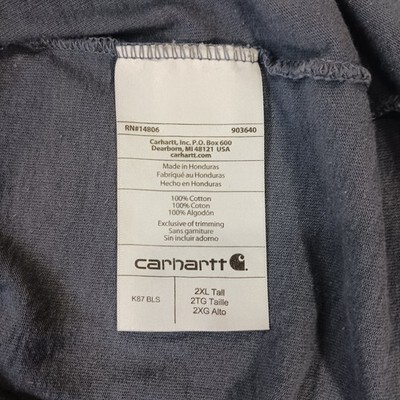 RN#14806 903640
Carhartt, Inc. P.O. Box 600
Dearborn, MI 48121 USA
carhartt.com
Made in Honduras
Fabriqué au Honduras
Hecho en Honduras
100% Cotton
100% Coton
100% Algodón
Exclusive of trimming
Sans garniture
Sin incluir adorno
carhartt
K87 BLS
2XL Tall
2TG Taille
2XG Alto